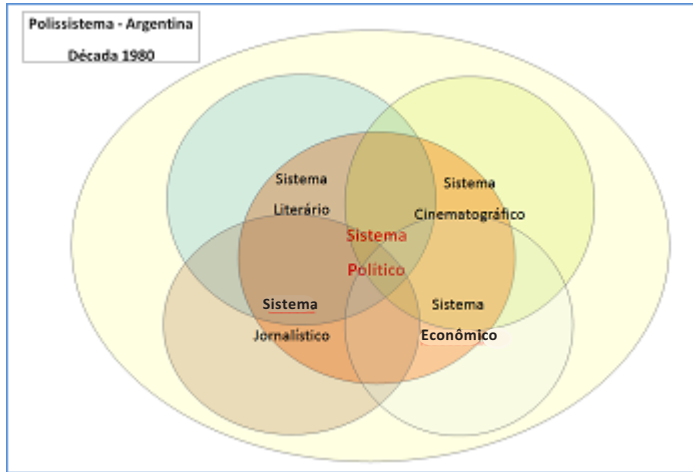 Polissistema - Argentina
Década 1980
Sistema
Literário
Sistema
Cinematográfico
Sistema
Político
Sistema
Jornalístico
Sistema
Econômico